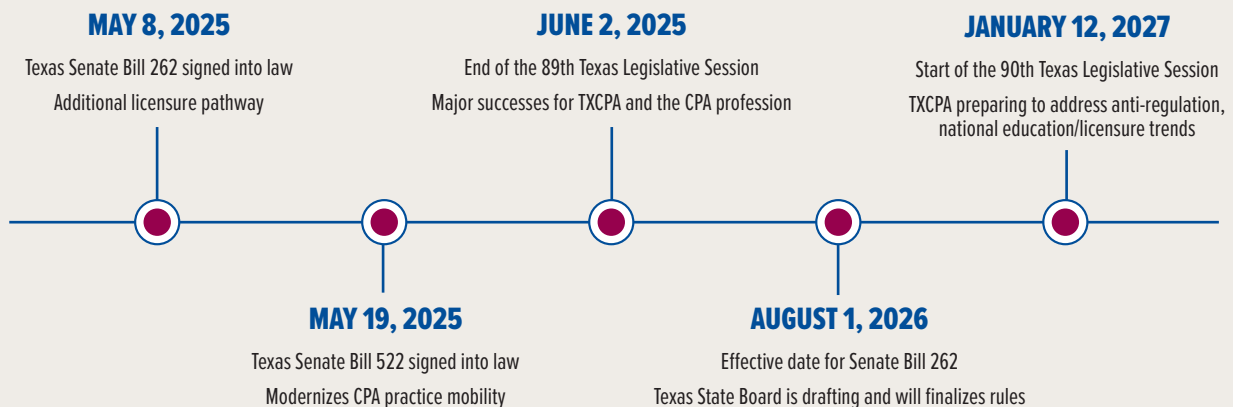 MAY 8, 2025
Texas Senate Bill 262 signed into law
Additional licensure pathway
MAY 19, 2025
Texas Senate Bill 522 signed into law
Modernizes CPA practice mobility
JUNE 2, 2025
End of the 89th Texas Legislative Session
Major successes for TXCPA and the CPA profession
AUGUST 1, 2026
Effective date for Senate Bill 262
Texas State Board is drafting and will finalizes rules
JANUARY 12, 2027
Start of the 90th Texas Legislative Session
TXCPA preparing to address anti-regulation,
national education/licensure trends